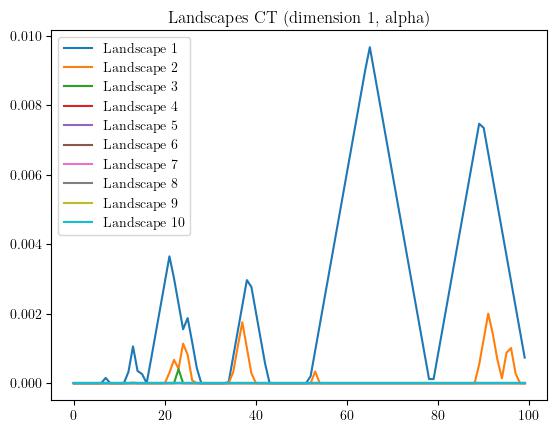 Landscapes CT (dimension 1, alpha)
0.010
0.008
0.006
0.004
0.002
0.000
Landscape 1
Landscape 2
Landscape 3
Landscape 4
Landscape 5
Landscape 6
Landscape 7
Landscape 8
Landscape 9
Landscape 10
0 20 40 60 80 100